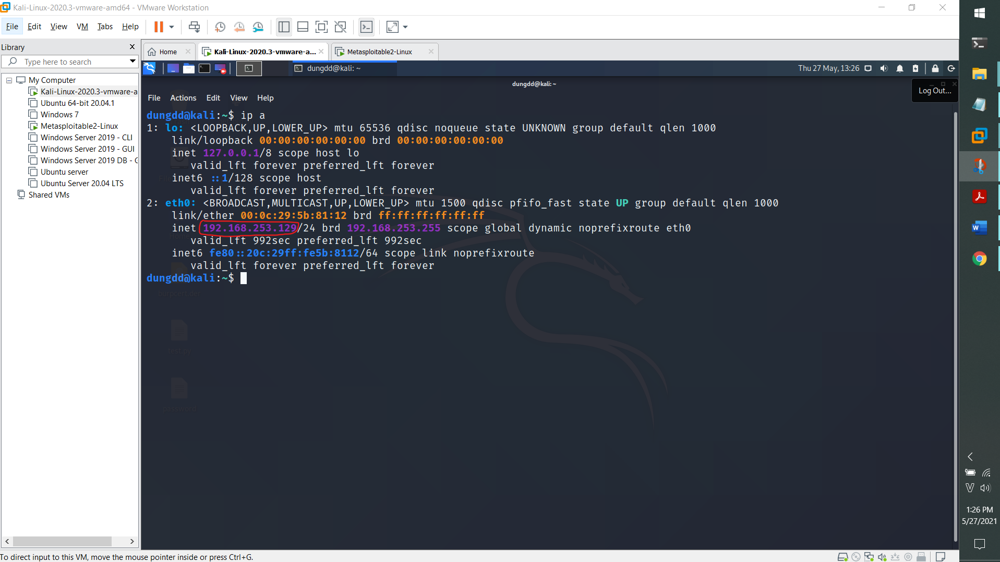 Kali-Linux-2020.3-vmware-amd64 - VMware Workstation
File Edit View VM Tabs Help
Library
Type here to search
My Computer
Kali-Linux-2020.3-vmware-a
Ubuntu 64-bit 20.04.1
Windows 7
Metasploitable2-Linux
Windows Server 2019 - CLI
Windows Server 2019 - GUI
Windows Server 2019 DB - C
Ubuntu server
Ubuntu Server 20.04 LTS
Shared VMs
Home Kali-Linux-2020.3-vmware-a... Metasploitable2-Linux
dungdd@kali: ~ Thu 27 May, 13:26
dungdd@kali: ~
Log Out...
File Actions Edit View Help
dungdd@kali:~$ ip a
1: lo: <LOOPBACK,UP,LOWER_UP> mtu 65536 qdisc noqueue state UNKNOWN group default qlen 1000
link/loopback 00:00:00:00:00:00 brd 00:00:00:00:00:00
inet 127.0.0.1/8 scope host lo
valid_lft forever preferred_lft forever
inet6 ::1/128 scope host
valid_lft forever preferred_lft forever
2: eth0: <BROADCAST,MULTICAST,UP,LOWER_UP> mtu 1500 qdisc pfifo_fast state UP group default qlen 1000
link/ether 00:0c:29:5b:81:12 brd ff:ff:ff:ff:ff:ff
inet 192.168.253.129/24 brd 192.168.253.255 scope global dynamic noprefixroute eth0
valid_lft 992sec preferred_lft 992sec
inet6 fe80::20c:29ff:fe5b:8112/64 scope link noprefixroute
valid_lft forever preferred_lft forever
dungdd@kali:~$
Home
burpcert.der
test.py
password
1:26 PM
5/27/2021
To direct input to this VM, move the mouse pointer inside or press Ctrl+G.